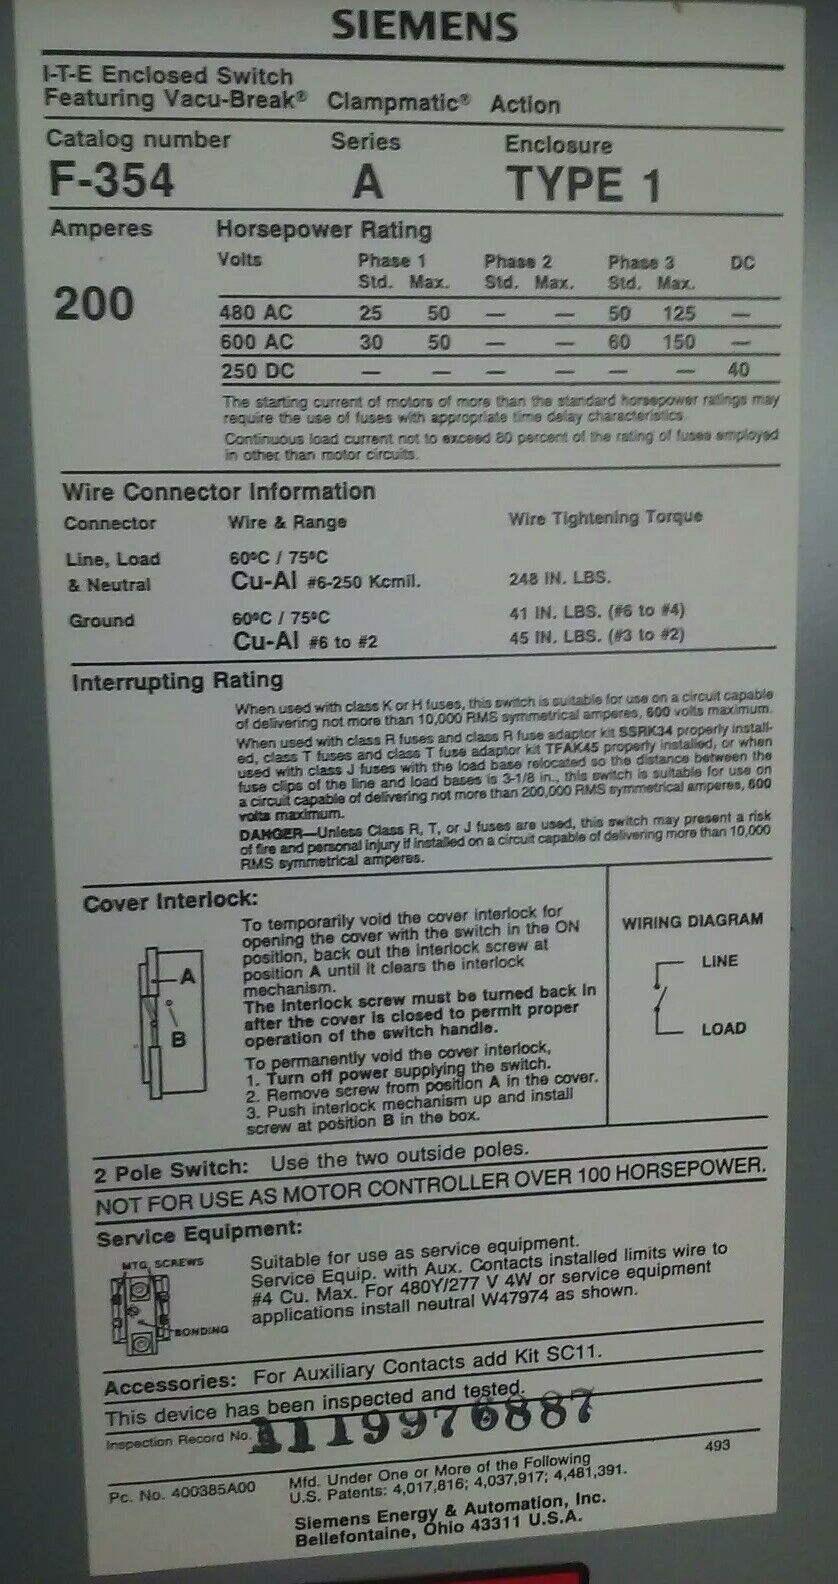 SIEMENS
I-T-E Enclosed Switch
Featuring Vacu-Break® Clampmatic® Action
Catalog number Series Enclosure
F-354 A TYPE 1
Amperes Horsepower Rating
200
Volts Phase 1 Phase 2 Phase 3 DC
Std. Max. Std. Max. Std. Max.
480 AC 25 50 — — 50 125 —
600 AC 30 50 — — 60 150 —
250 DC — — — — — — 40
The starting current of motors of more than the standard horsepower ratings may
require the use of fuses with appropriate time delay characteristics.
Continuous load current not to exceed 80 percent of the rating of fuses employed
in other than motor circuits.
Wire Connector Information
Connector Wire & Range Wire Tightening Torque
Line, Load 60°C / 75°C
& Neutral Cu-Al #6-250 Kcmil. 248 IN. LBS.
Ground 60°C / 75°C 41 IN. LBS. (#6 to #4)
Cu-Al #6 to #2 45 IN. LBS. (#3 to #2)
Interrupting Rating
When used with class K or H fuses, this switch is suitable for use on a circuit capable
of delivering not more than 10,000 RMS symmetrical amperes, 600 volts maximum.
When used with class R fuses and class R fuse adaptor kit SSRK34 properly install-
ed, class T fuses and class T fuse adaptor kit TFAK45 properly installed, or when
used with class J fuses with the load base relocated so the distance between the
fuse clips of the line and load bases is 3-1/8 in., this switch is suitable for use on
a circuit capable of delivering not more than 200,000 RMS symmetrical amperes, 600
volts maximum.
DANGER—Unless Class R, T, or J fuses are used, this switch may present a risk
of fire and personal injury if installed on a circuit capable of delivering more than 10,000
RMS symmetrical amperes.
Cover Interlock:
A
B
To temporarily void the cover interlock for
opening the cover with the switch in the ON
position, back out the interlock screw at
position A until it clears the interlock
mechanism.
The interlock screw must be turned back in
after the cover is closed to permit proper
operation of the switch handle.
To permanently void the cover interlock,
1. Turn off power supplying the switch.
2. Remove screw from position A in the cover.
3. Push interlock mechanism up and install
screw at position B in the box.
WIRING DIAGRAM
LINE
LOAD
2 Pole Switch: Use the two outside poles.
NOT FOR USE AS MOTOR CONTROLLER OVER 100 HORSEPOWER.
Service Equipment:
MTG. SCREWS
BONDING
Suitable for use as service equipment.
Service Equip. with Aux. Contacts installed limits wire to
#4 Cu. Max. For 480Y/277 V 4W or service equipment
applications install neutral W47974 as shown.
Accessories: For Auxiliary Contacts add Kit SC11.
This device has been inspected and tested.
Inspection Record No.
Pc. No. 400385A00
Mfd. Under One or More of the Following
U.S. Patents: 4,017,816; 4,037,917; 4,481,391.
493
Siemens Energy & Automation, Inc.
Bellefontaine, Ohio 43311 U.S.A.